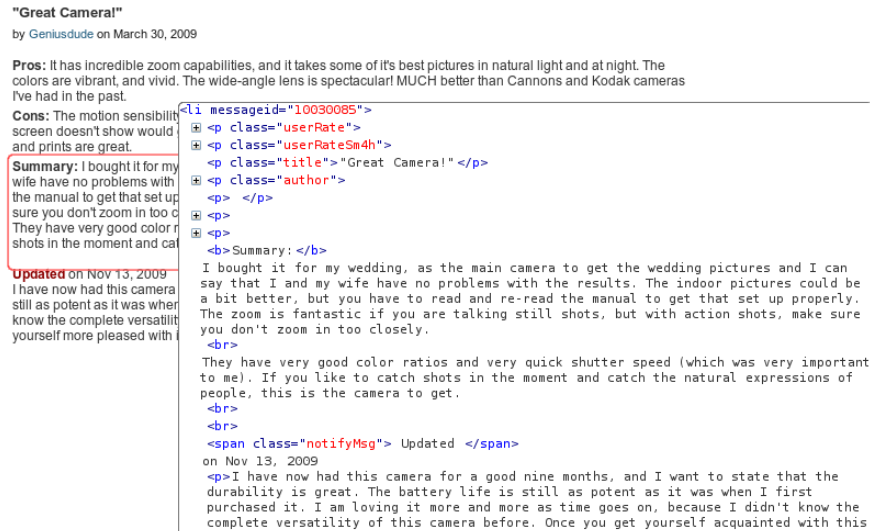 "Great Camera!"
by Geniusdude on March 30, 2009
Pros: It has incredible zoom capabilities, and it takes some of it's best pictures in natural light and at night. The
colors are vibrant, and vivid. The wide-angle lens is spectacular! MUCH better than Cannons and Kodak cameras
I've had in the past.
Cons: The motion sensibility
screen doesn't show would
and prints are great.
Summary: I bought it for my
wife have no problems with
the manual to get that set up
sure you don't zoom in too c
They have very good color r
shots in the moment and cat
Updated on Nov 13, 2009
I have now had this camera
still as potent as it was when
know the complete versatilit
yourself more pleased with i
<li messageid="10030085">
<p class="userRate">
<p class="userRateSm4h">
<p class="title">"Great Camera!"</p>
<p class="author">
<p> </p>
<p>
<p>
<b>Summary:</b>
I bought it for my wedding, as the main camera to get the wedding pictures and I can
say that I and my wife have no problems with the results. The indoor pictures could be
a bit better, but you have to read and re-read the manual to get that set up properly.
The zoom is fantastic if you are talking still shots, but with action shots, make sure
you don't zoom in too closely.
<br>
They have very good color ratios and very quick shutter speed (which was very important
to me). If you like to catch shots in the moment and catch the natural expressions of
people, this is the camera to get.
<br>
<br>
<span class="notifyMsg"> Updated </span>
on Nov 13, 2009
<p>I have now had this camera for a good nine months, and I want to state that the
durability is great. The battery life is still as potent as it was when I first
purchased it. I am loving it more and more as time goes on, because I didn't know the
complete versatility of this camera before. Once you get yourself acquainted with this